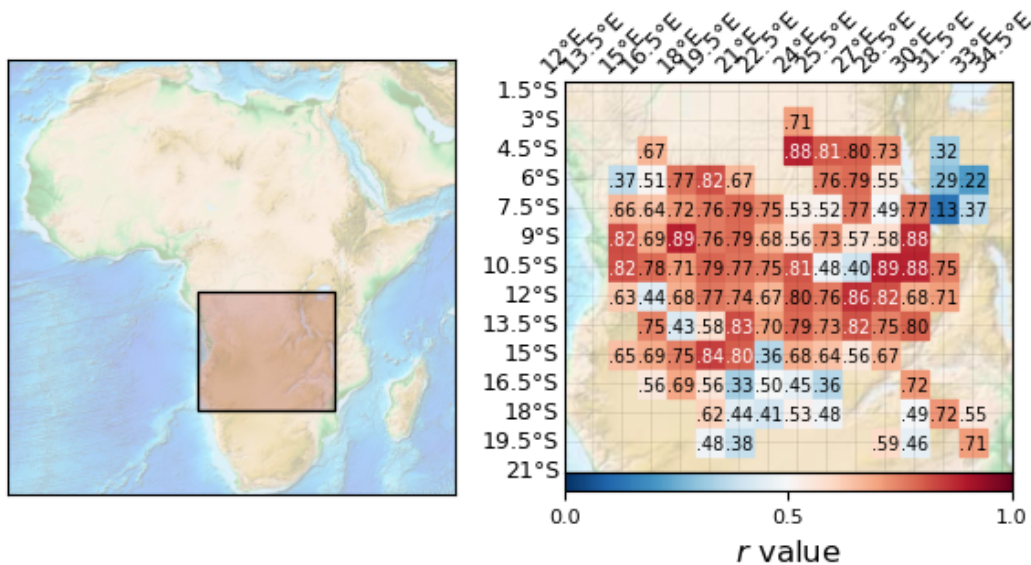 12°E 13.5°E 15°E 16.5°E 18°E 19.5°E 21°E 22.5°E 24°E 25.5°E 27°E 28.5°E 30°E 31.5°E 33°E 34.5°E
1.5°S
3°S .71
4.5°S .67 .88 .81 .80 .73 .32
6°S .37 .51 .77 .82 .67 .76 .79 .55 .29 .22
7.5°S .66 .64 .72 .76 .79 .75 .53 .52 .77 .49 .77 .13 .37
9°S .82 .69 .89 .76 .79 .68 .56 .73 .57 .58 .88
10.5°S .82 .78 .71 .79 .77 .75 .81 .48 .40 .89 .88 .75
12°S .63 .44 .68 .77 .74 .67 .80 .76 .86 .82 .68 .71
13.5°S .75 .43 .58 .83 .70 .79 .73 .82 .75 .80
15°S .65 .69 .75 .84 .80 .36 .68 .64 .56 .67
16.5°S .56 .69 .56 .33 .50 .45 .36 .72
18°S .62 .44 .41 .53 .48 .49 .72 .55
19.5°S .48 .38 .59 .46 .71
21°S
0.0 0.5 1.0
r value